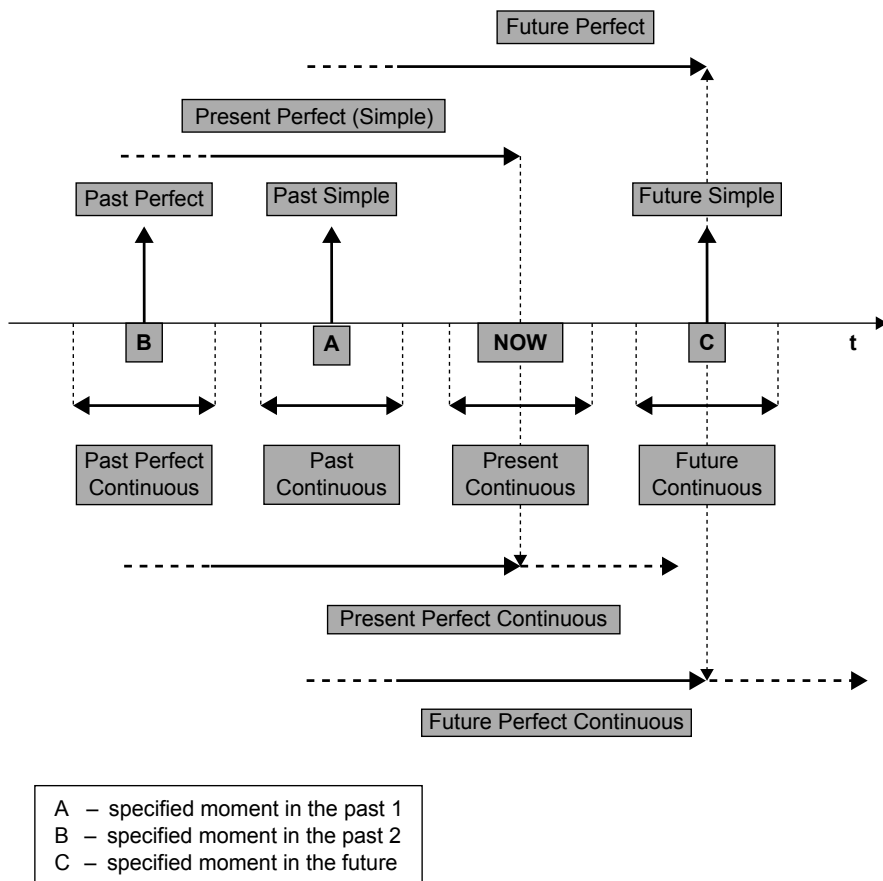 Future Perfect
Present Perfect (Simple)
Past Perfect
Past Simple
Future Simple
B
A
NOW
C
t
Past Perfect
Continuous
Past
Continuous
Present
Continuous
Future
Continuous
Present Perfect Continuous
Future Perfect Continuous
A – specified moment in the past 1
B – specified moment in the past 2
C – specified moment in the future